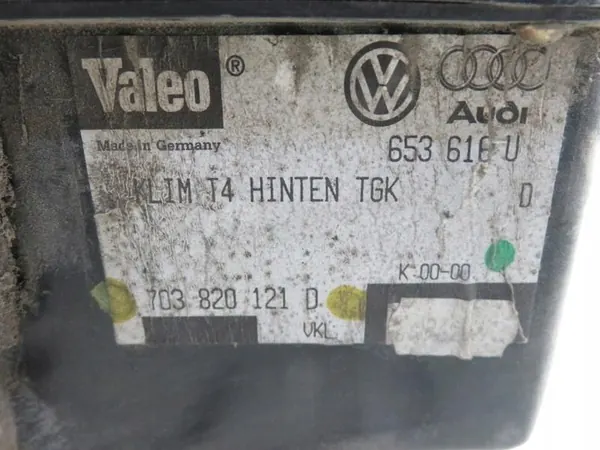 Valeo ®
Audi
Made in Germany
653 616 U
KLIM T4 HINTEN TGK D
K 00-00
703 820 121 D
VKL.